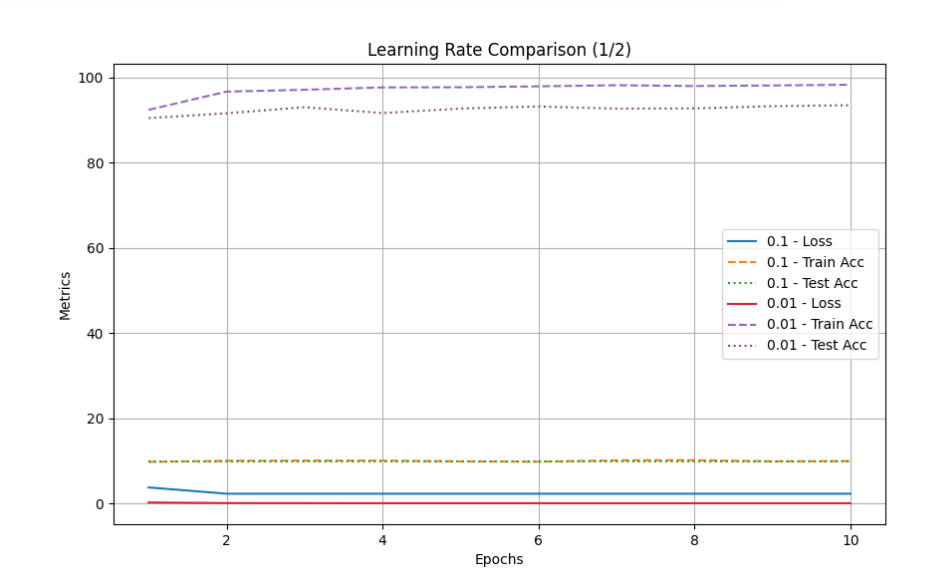 Learning Rate Comparison (1/2)
Metrics
100
80
60
40
20
0
0.1 - Loss
0.1 - Train Acc
0.1 - Test Acc
0.01 - Loss
0.01 - Train Acc
0.01 - Test Acc
2 4 6 8 10
Epochs